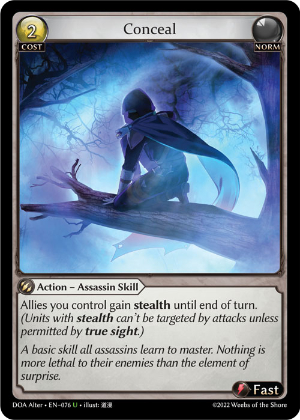 2
Conceal
COST
NORM
Action – Assassin Skill
Allies you control gain stealth until end of turn.
(Units with stealth can't be targeted by attacks unless
permitted by true sight.)
A basic skill all assassins learn to master. Nothing is
more lethal to their enemies than the element of
surprise.
Fast
DOA Alter • EN-076 U • illust: 道漫
©2022 Weebs of the Shore